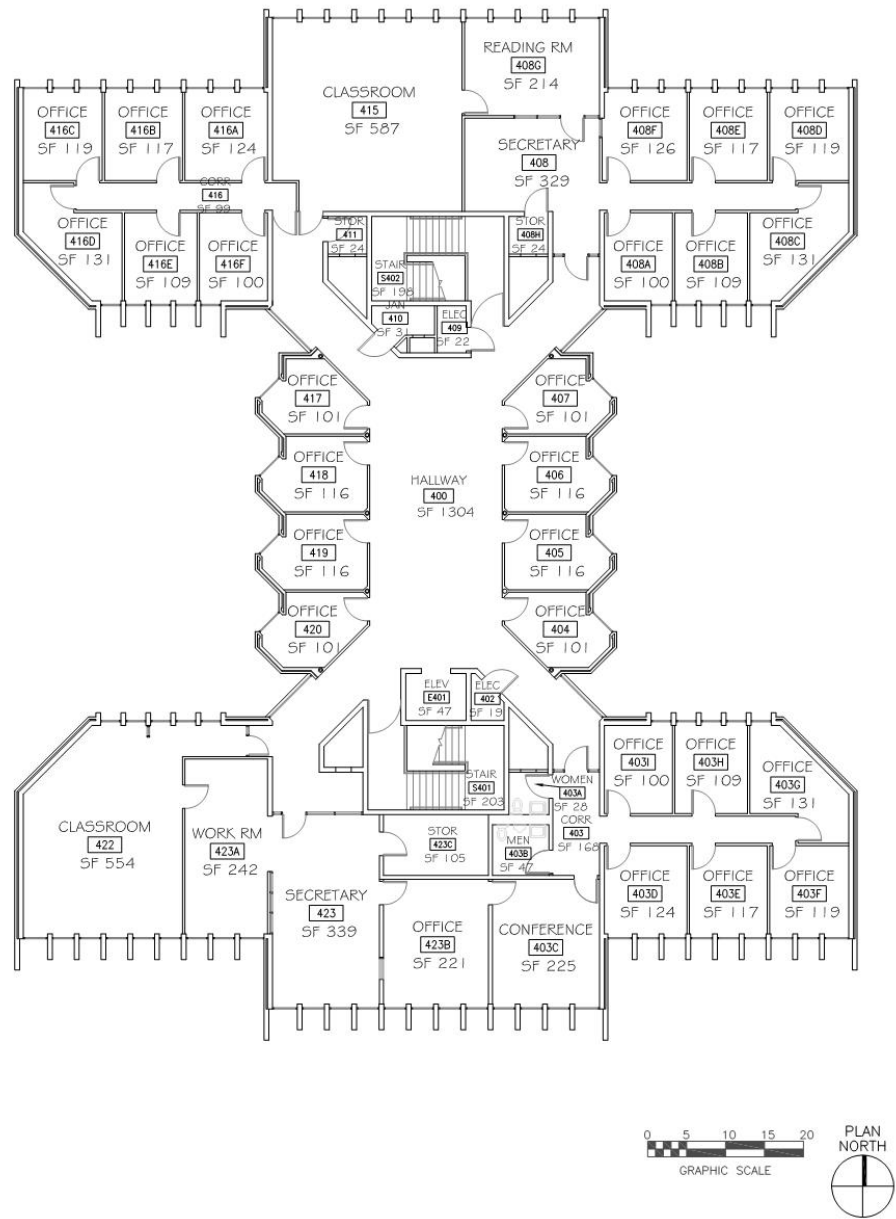 READING RM
408G
SF 214
CLASSROOM
415
SF 587
OFFICE
416C
SF 119
OFFICE
416B
SF 117
OFFICE
416A
SF 124
SECRETARY
408
SF 329
OFFICE
408F
SF 126
OFFICE
408E
SF 117
OFFICE
408D
SF 119
CORR
416
SF 99
OFFICE
416D
SF 131
OFFICE
416E
SF 109
OFFICE
416F
SF 100
STOR
411
SF 24
STOR
408H
SF 24
OFFICE
408A
SF 100
OFFICE
408B
SF 109
OFFICE
408C
SF 131
STAIR
S402
SF 198
JAN
410
SF 31
ELEC
409
SF 22
OFFICE
417
SF 101
OFFICE
407
SF 101
OFFICE
418
SF 116
HALLWAY
400
SF 1304
OFFICE
406
SF 116
OFFICE
419
SF 116
OFFICE
405
SF 116
OFFICE
420
SF 101
OFFICE
404
SF 101
ELEV
E401
SF 47
ELEC
402
SF 19
STAIR
S401
SF 203
WOMEN
403A
SF 28
CORR
403
SF 168
OFFICE
403I
SF 100
OFFICE
403H
SF 109
OFFICE
403G
SF 131
CLASSROOM
422
SF 554
WORK RM
423A
SF 242
STOR
423C
SF 105
MEN
403B
SF 47
SECRETARY
423
SF 339
OFFICE
423B
SF 221
CONFERENCE
403C
SF 225
OFFICE
403D
SF 124
OFFICE
403E
SF 117
OFFICE
403F
SF 119
0 5 10 15 20
GRAPHIC SCALE
PLAN
NORTH